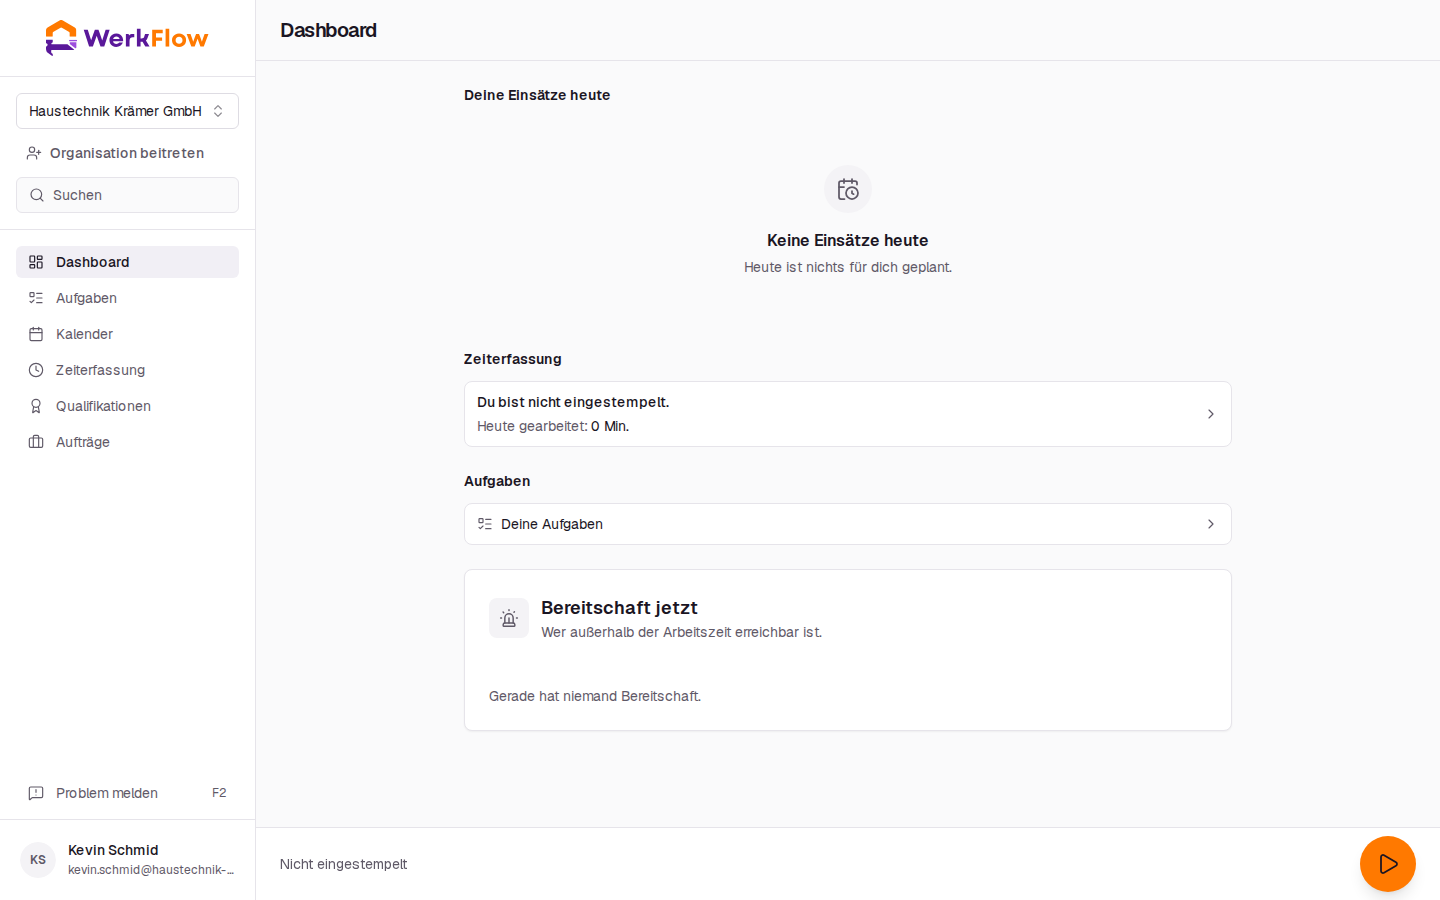 WerkFlow
Haustechnik Krämer GmbH
Organisation beitreten
Suchen
Dashboard
Aufgaben
Kalender
Zeiterfassung
Qualifikationen
Aufträge
Problem melden F2
KS
Kevin Schmid
kevin.schmid@haustechnik-...
Dashboard
Deine Einsätze heute
Keine Einsätze heute
Heute ist nichts für dich geplant.
Zeiterfassung
Du bist nicht eingestempelt.
Heute gearbeitet: 0 Min.
Aufgaben
Deine Aufgaben
Bereitschaft jetzt
Wer außerhalb der Arbeitszeit erreichbar ist.
Gerade hat niemand Bereitschaft.
Nicht eingestempelt